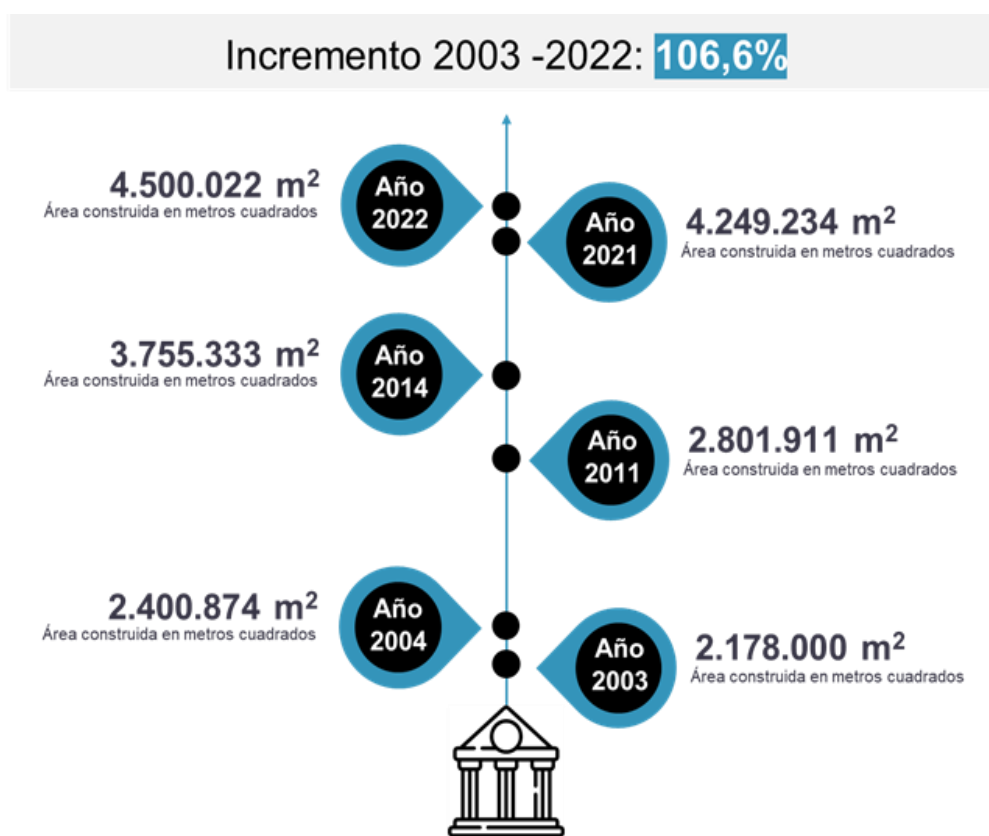 Incremento 2003 -2022: 106,6%
4.500.022 m²
Área construida en metros cuadrados
Año
2022
Año
2021
4.249.234 m²
Área construida en metros cuadrados
3.755.333 m²
Área construida en metros cuadrados
Año
2014
Año
2011
2.801.911 m²
Área construida en metros cuadrados
2.400.874 m²
Área construida en metros cuadrados
Año
2004
Año
2003
2.178.000 m²
Área construida en metros cuadrados